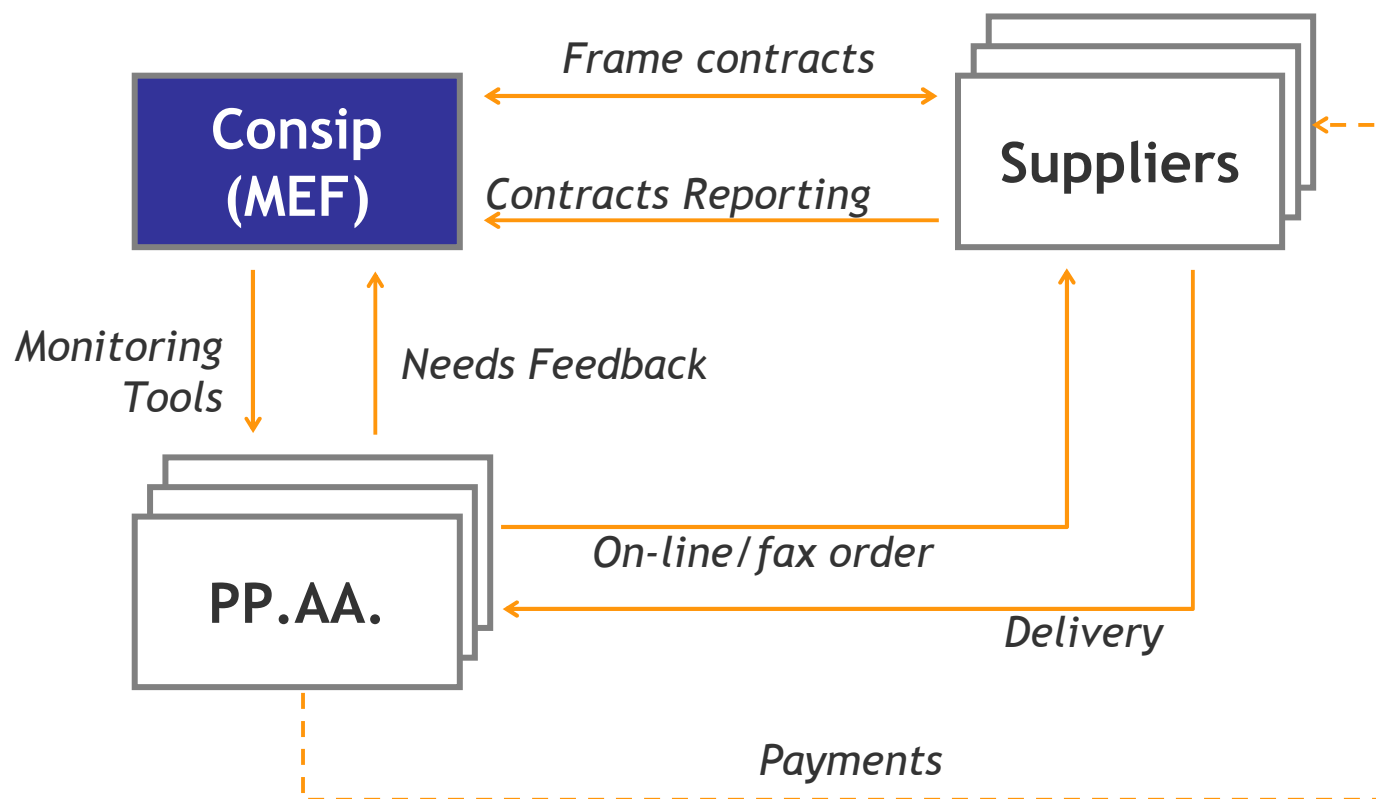 Frame contracts
Consip
(MEF)
Suppliers
Contracts Reporting
Monitoring
Tools
Needs Feedback
On-line/fax order
PP.AA.
Delivery
Payments